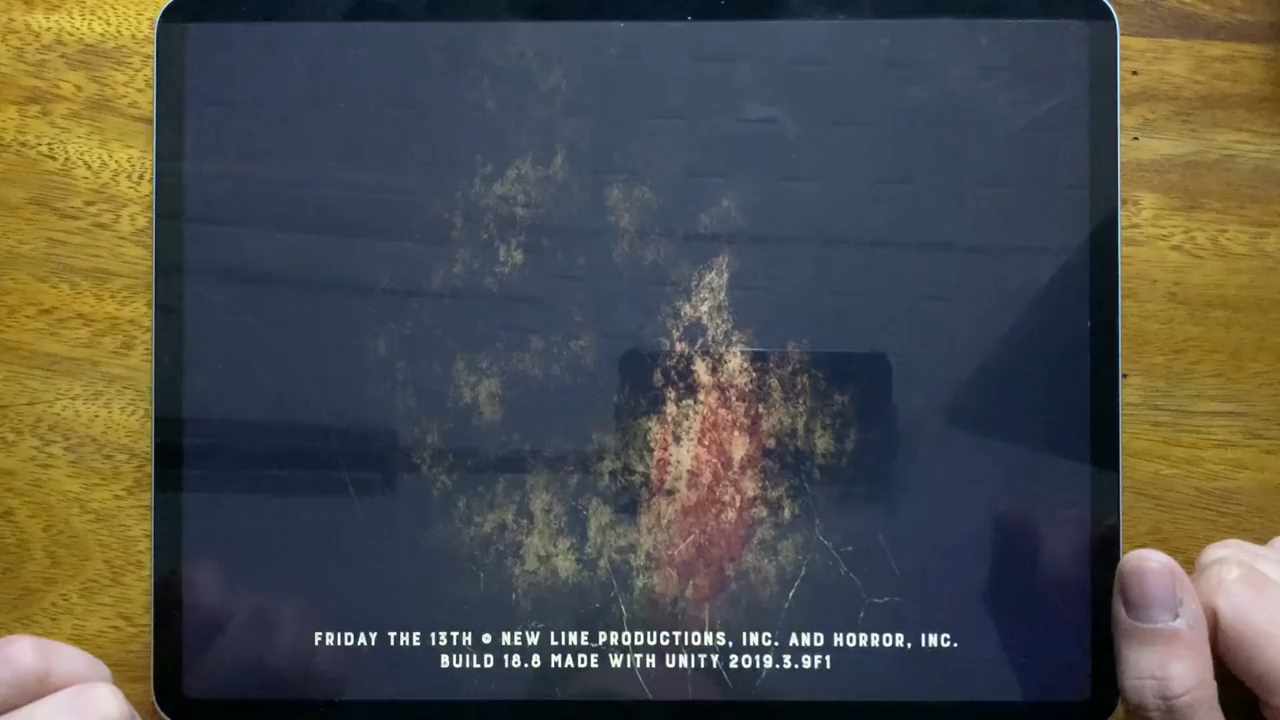 FRIDAY THE 13TH © NEW LINE PRODUCTIONS, INC. AND HORROR, INC.
BUILD 18.8 MADE WITH UNITY 2019.3.9F1